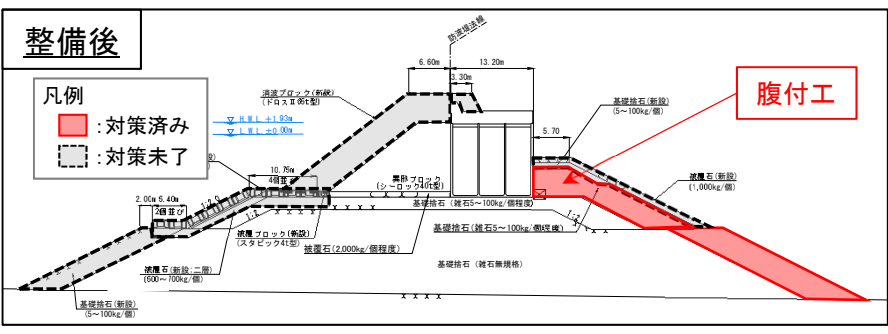 整備後
凡例
:対策済み
:対策未了
防波堤法線
6.60m
13.20m
3.30m
消波ブロック(新設)
(ドロスⅡ65t型)
H.W.L +1.93m
L.W.L ±0.00m
腹付工
基礎捨石(新設)
(5～100kg/個)
5.70
被覆石(新設)
(1,000kg/個)
10.75m
4個並び
異形ブロック
(シーロック40t型)
基礎捨石(雑石5～100kg/個程度)
2.00m
6.40m
2個並び
1:2.0
1:2
1:2
被覆ブロック(新設)
(スタビック4t型)
被覆石(2,000kg/個程度)
基礎捨石(雑石5～100kg/個程度)
被覆石(新設:二層)
(600～700kg/個)
基礎捨石(雑石無規格)
基礎捨石(新設)
(5～100kg/個)